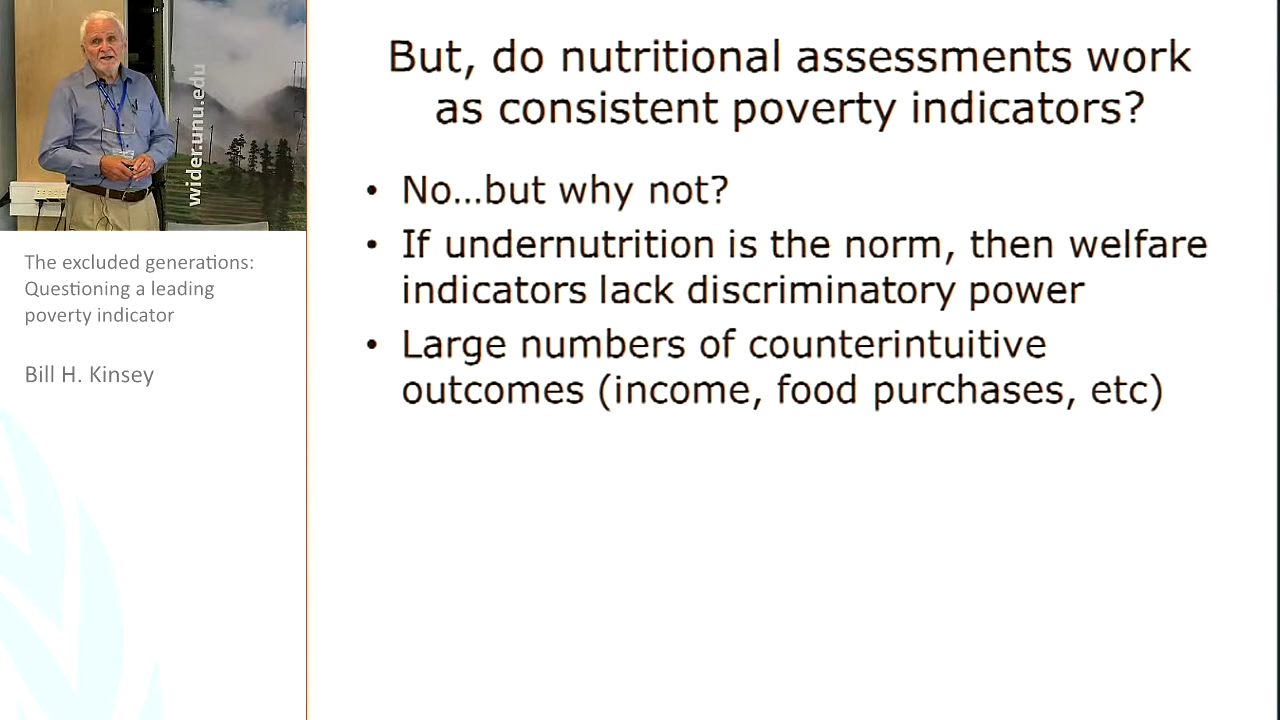 wider.unu.edu
The excluded generations:
Questioning a leading
poverty indicator
Bill H. Kinsey
But, do nutritional assessments work
as consistent poverty indicators?
• No...but why not?
• If undernutrition is the norm, then welfare
indicators lack discriminatory power
• Large numbers of counterintuitive
outcomes (income, food purchases, etc)